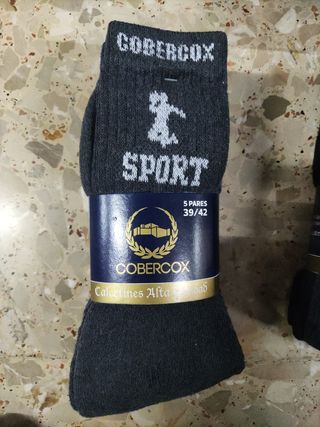 COBERCOX
SPORT
5 PARES
39/42
COBERCOX
Calcetines Alta